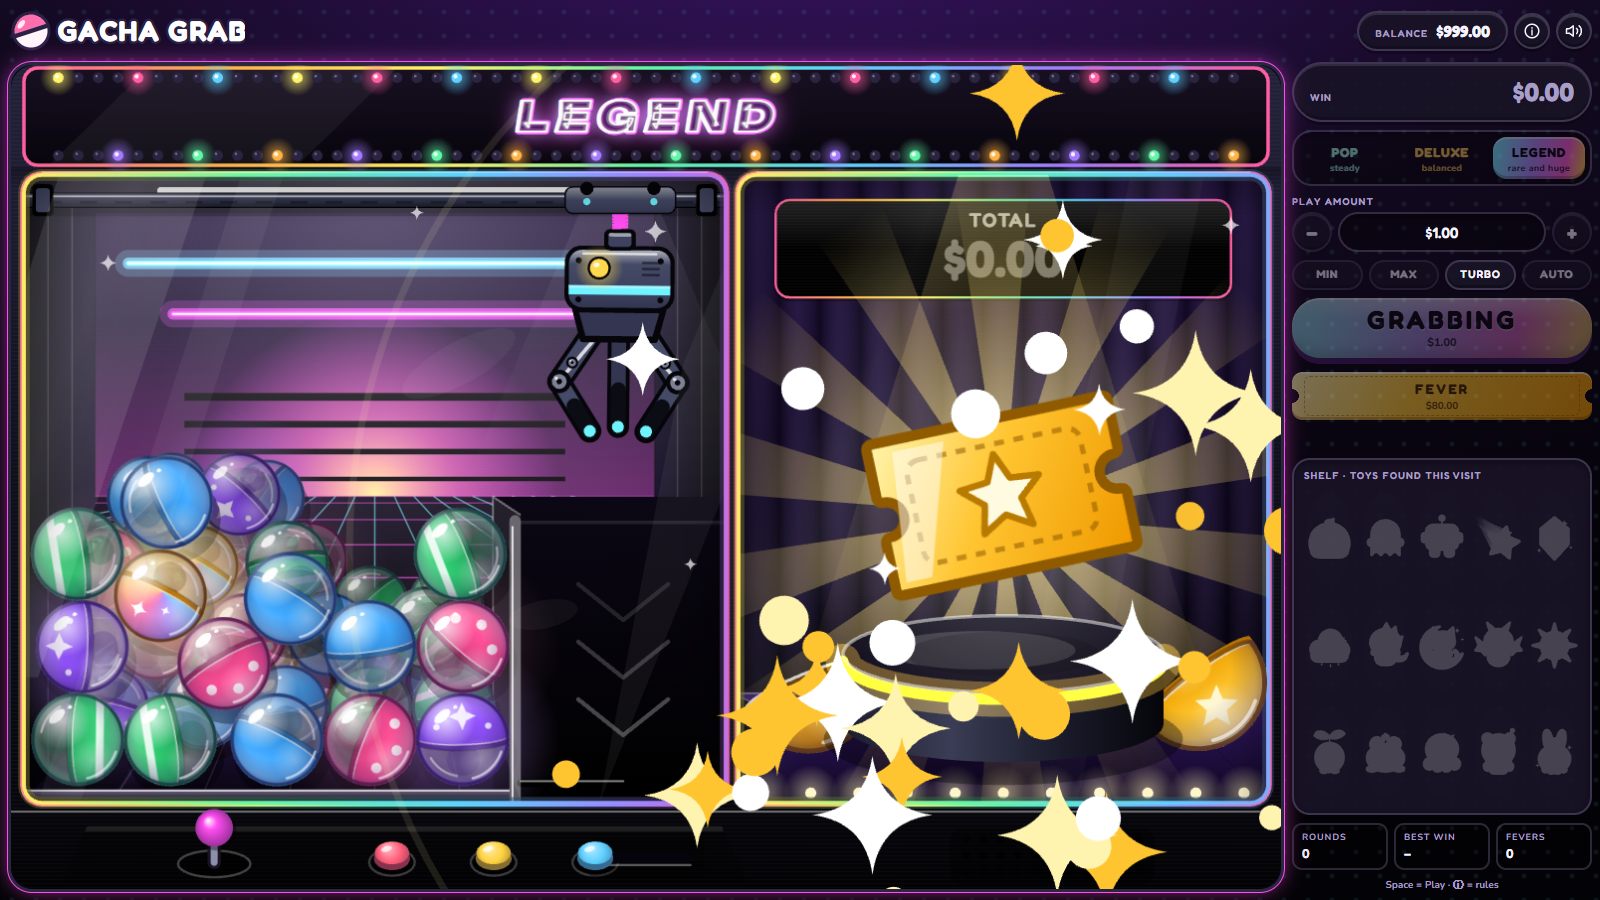 GACHA GRAB
BALANCE $999.00
LEGEND
WIN $0.00
POP
steady
DELUXE
balanced
LEGEND
rare and huge
PLAY AMOUNT
− $1.00 +
MIN MAX TURBO AUTO
GRABBING
$1.00
FEVER
$80.00
TOTAL
$0.00
SHELF · TOYS FOUND THIS VISIT
ROUNDS
0
BEST WIN
–
FEVERS
0
Space = Play · ⓘ = rules